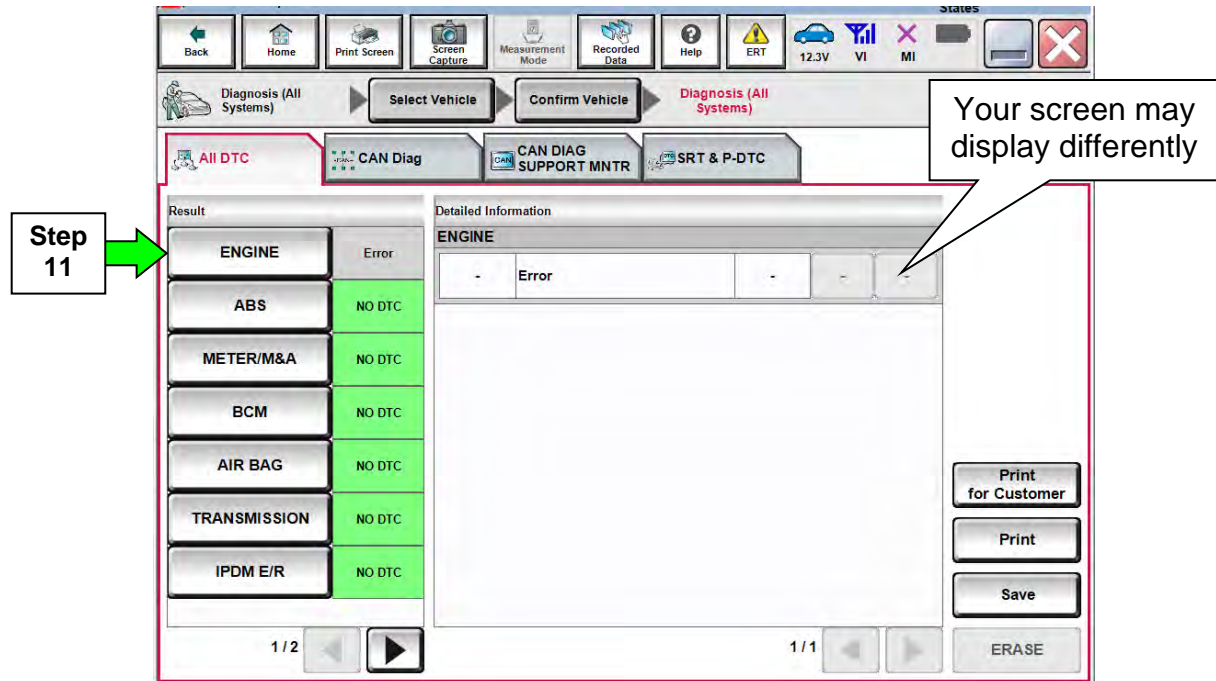 States
Back
Home
Print Screen
Screen
Capture
Measurement
Mode
Recorded
Data
Help
ERT
12.3V
VI
MI
Diagnosis (All
Systems)
Select Vehicle
Confirm Vehicle
Diagnosis (All
Systems)
Your screen may
display differently
All DTC
CAN Diag
CAN DIAG
SUPPORT MNTR
SRT & P-DTC
Result
Detailed Information
Step
11
ENGINE
Error
ENGINE
- Error - - -
ABS
NO DTC
METER/M&A
NO DTC
BCM
NO DTC
AIR BAG
NO DTC
TRANSMISSION
NO DTC
IPDM E/R
NO DTC
Print
for Customer
Print
Save
1 / 2
1 / 1
ERASE